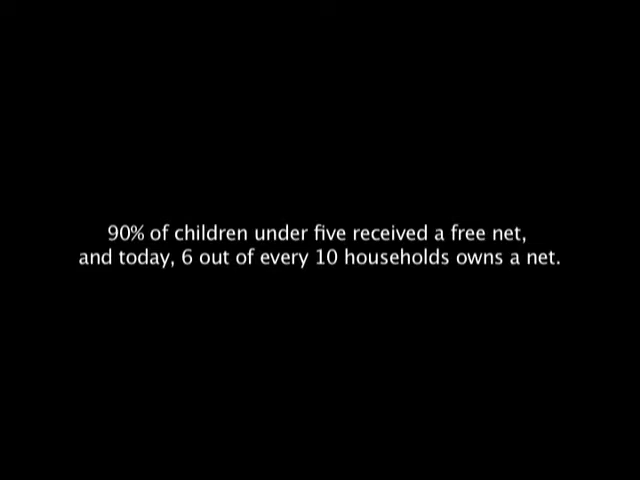 90% of children under five received a free net,
and today, 6 out of every 10 households owns a net.